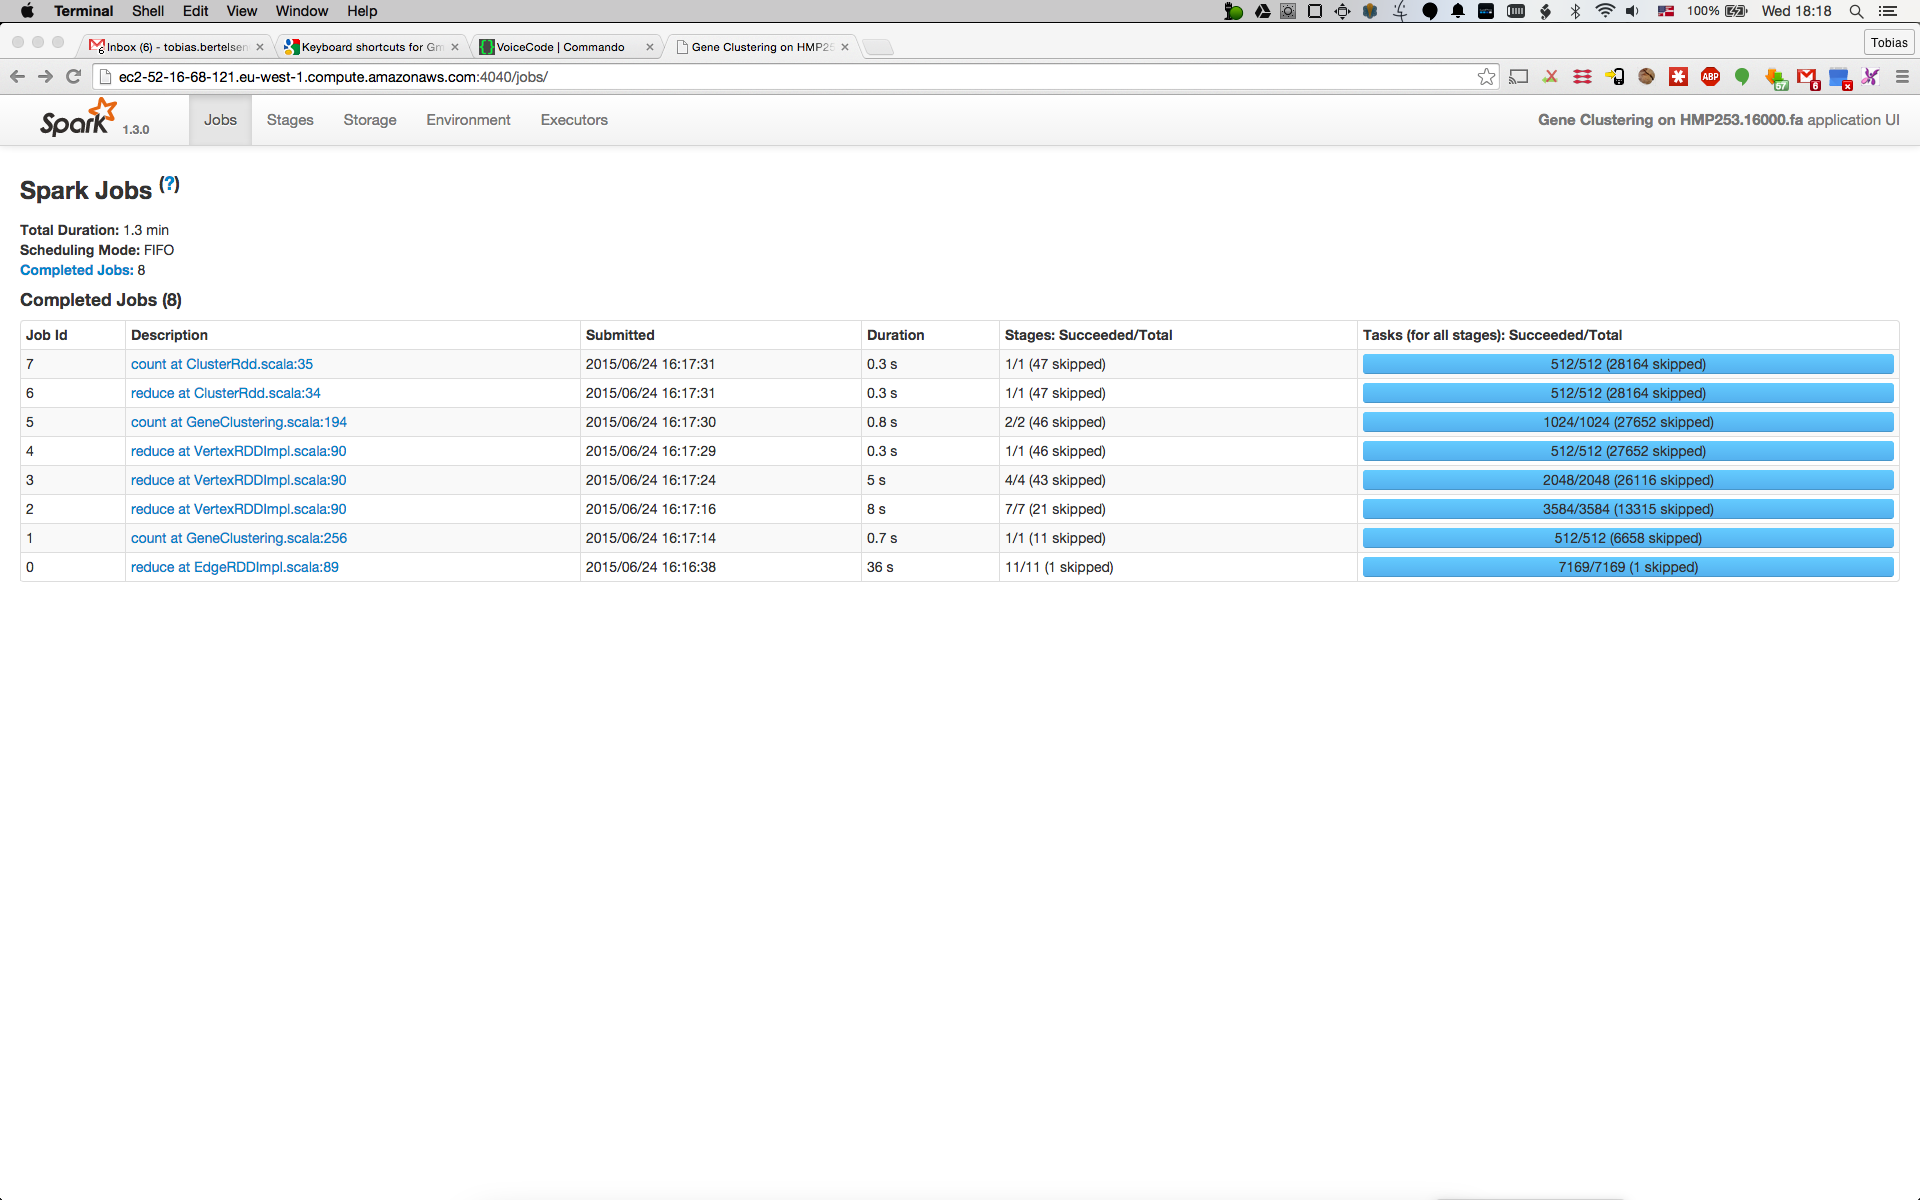 Terminal Shell Edit View Window Help 100% Wed 18:18
Inbox (6) - tobias.bertelsen Keyboard shortcuts for Gm VoiceCode | Commando Gene Clustering on HMP25 Tobias
ec2-52-16-68-121.eu-west-1.compute.amazonaws.com:4040/jobs/
Spark 1.3.0 Jobs Stages Storage Environment Executors Gene Clustering on HMP253.16000.fa application UI
Spark Jobs (?)
Total Duration: 1.3 min
Scheduling Mode: FIFO
Completed Jobs: 8
Completed Jobs (8)
Job Id Description Submitted Duration Stages: Succeeded/Total Tasks (for all stages): Succeeded/Total
7 count at ClusterRdd.scala:35 2015/06/24 16:17:31 0.3 s 1/1 (47 skipped) 512/512 (28164 skipped)
6 reduce at ClusterRdd.scala:34 2015/06/24 16:17:31 0.3 s 1/1 (47 skipped) 512/512 (28164 skipped)
5 count at GeneClustering.scala:194 2015/06/24 16:17:30 0.8 s 2/2 (46 skipped) 1024/1024 (27652 skipped)
4 reduce at VertexRDDImpl.scala:90 2015/06/24 16:17:29 0.3 s 1/1 (46 skipped) 512/512 (27652 skipped)
3 reduce at VertexRDDImpl.scala:90 2015/06/24 16:17:24 5 s 4/4 (43 skipped) 2048/2048 (26116 skipped)
2 reduce at VertexRDDImpl.scala:90 2015/06/24 16:17:16 8 s 7/7 (21 skipped) 3584/3584 (13315 skipped)
1 count at GeneClustering.scala:256 2015/06/24 16:17:14 0.7 s 1/1 (11 skipped) 512/512 (6658 skipped)
0 reduce at EdgeRDDImpl.scala:89 2015/06/24 16:16:38 36 s 11/11 (1 skipped) 7169/7169 (1 skipped)